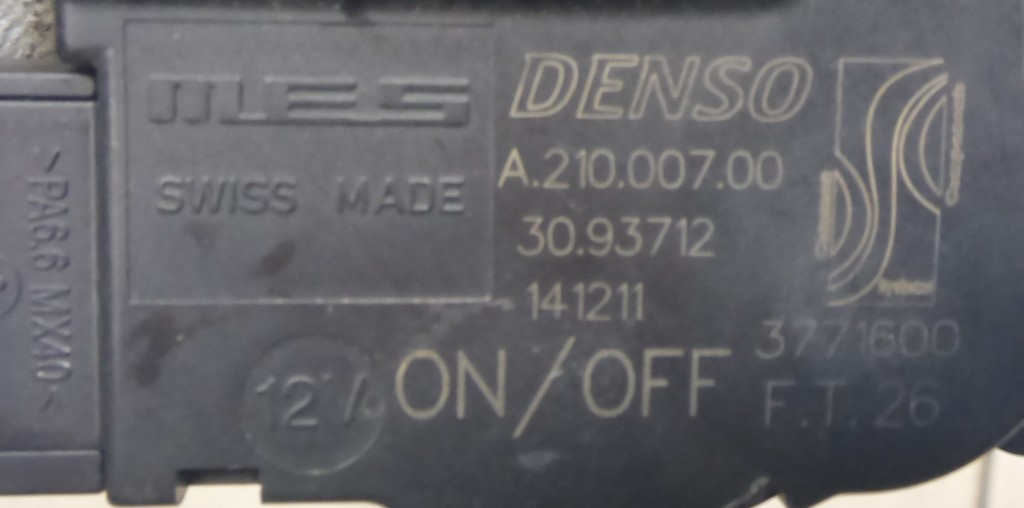 >PA6.6 MX40<
MES
SWISS MADE
12V
DENSO
A.210.007.00
30.93712
141211
ON/OFF
3771600
F.T. 26